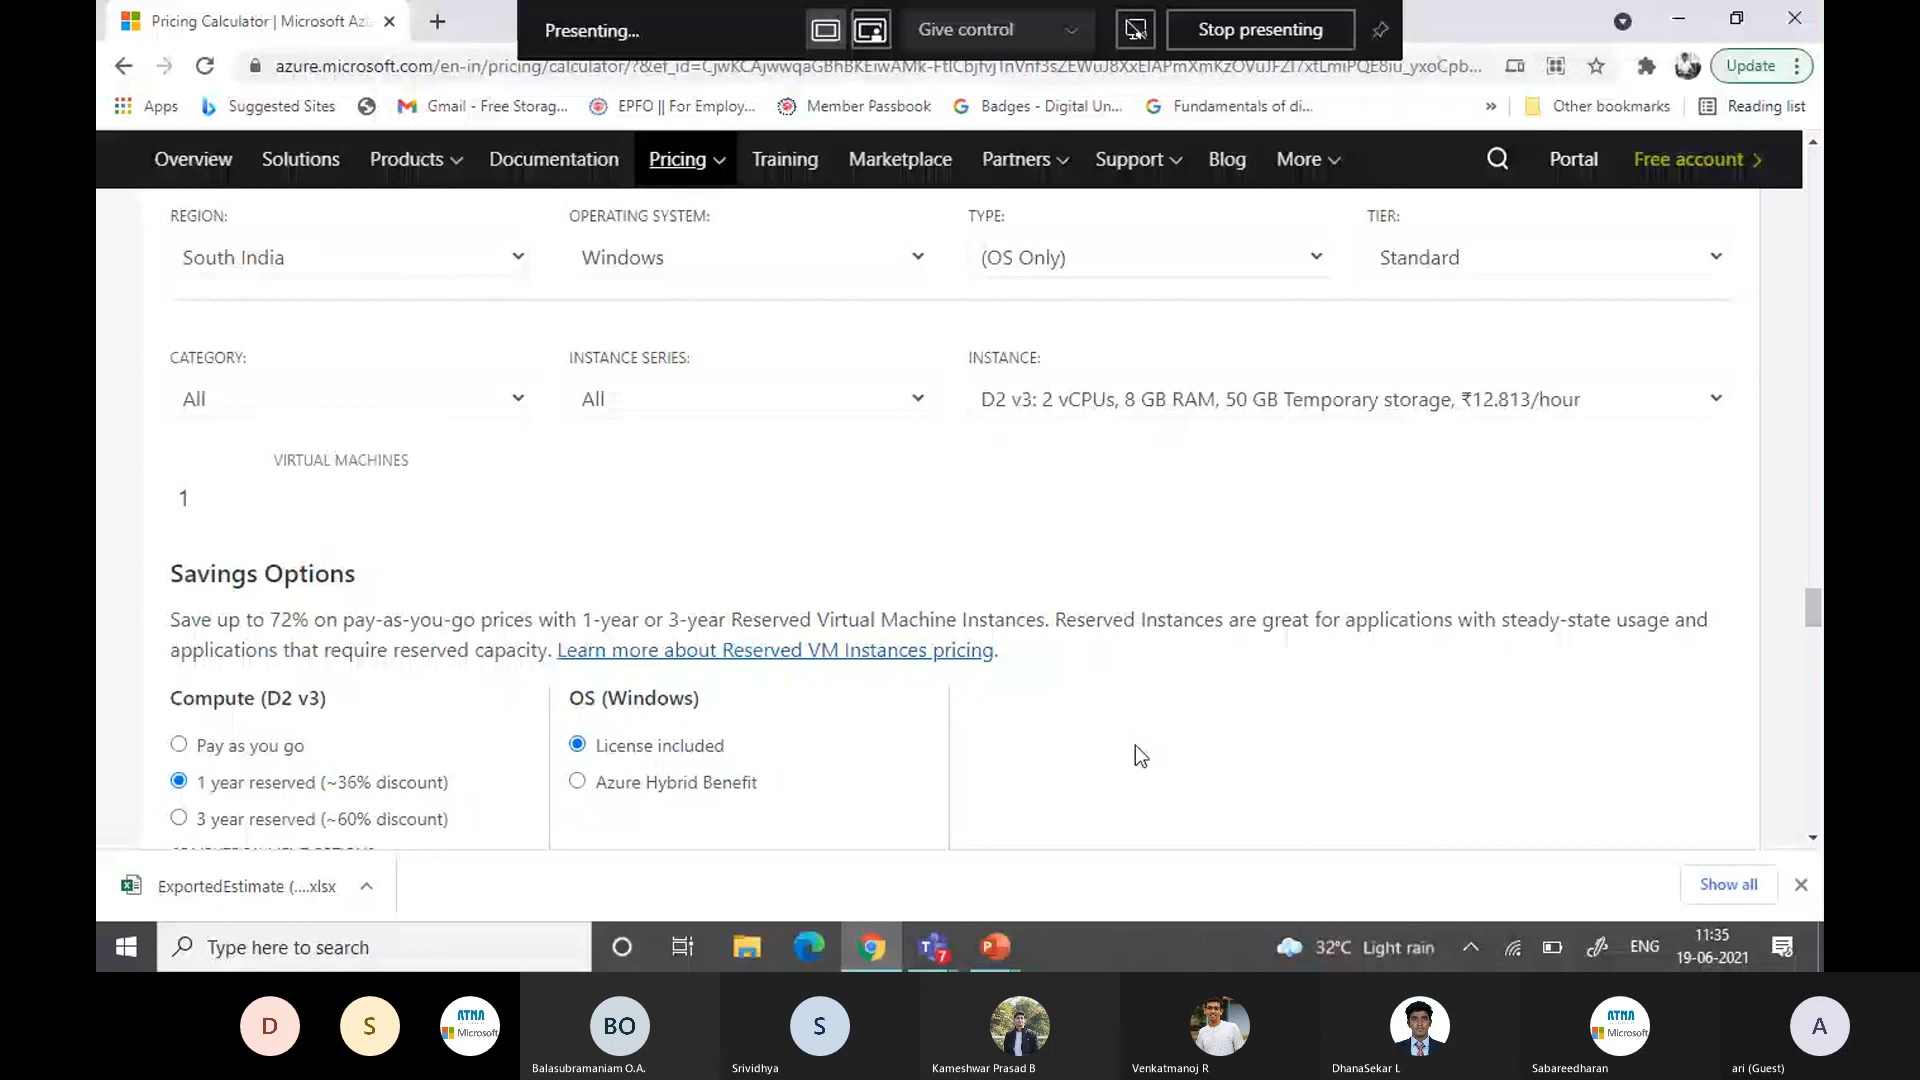 Pricing Calculator | Microsoft Az
Presenting...
Give control
Stop presenting
azure.microsoft.com/en-in/pricing/calculator/?&ef_id=
Update
Apps
Suggested Sites
Gmail - Free Storag...
EPFO || For Employ...
Member Passbook
Badges - Digital Un...
Fundamentals of di...
»
Other bookmarks
Reading list
Overview
Solutions
Products
Documentation
Pricing
Training
Marketplace
Partners
Support
Blog
More
Portal
Free account
REGION:
OPERATING SYSTEM:
TYPE:
TIER:
South India
Windows
(OS Only)
Standard
CATEGORY:
INSTANCE SERIES:
INSTANCE:
All
All
D2 v3: 2 vCPUs, 8 GB RAM, 50 GB Temporary storage, ₹12.813/hour
VIRTUAL MACHINES
1
Savings Options
Save up to 72% on pay-as-you-go prices with 1-year or 3-year Reserved Virtual Machine Instances. Reserved Instances are great for applications with steady-state usage and
applications that require reserved capacity. Learn more about Reserved VM Instances pricing.
Compute (D2 v3)
OS (Windows)
Pay as you go
License included
1 year reserved (~36% discount)
Azure Hybrid Benefit
3 year reserved (~60% discount)
ExportedEstimate (....xlsx
Show all
Type here to search
7
32°C Light rain
ENG
11:35
19-06-2021
D
S
ATNA
Microsoft
BO
S
ATNA
Microsoft
A
Balasubramaniam O.A.
Srividhya
Kameshwar Prasad B
Venkatmanoj R
DhanaSekar L
Sabareedharan
ari (Guest)